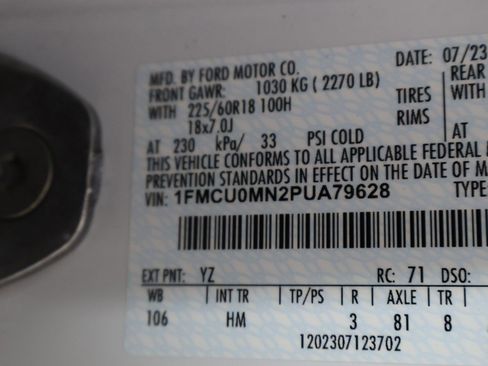 MFD. BY FORD MOTOR CO. DATE: 07/23
FRONT GAWR: 1030 KG ( 2270 LB) REAR
WITH 225/60R18 100H TIRES WITH
18x7.0J RIMS
AT 230 kPa/ 33 PSI COLD AT
THIS VEHICLE CONFORMS TO ALL APPLICABLE FEDERAL
PREVENTION STANDARDS IN EFFECT ON THE DATE OF MA
VIN: 1FMCU0MN2PUA79628 TYPE
EXT PNT: YZ RC: 71 DSO:
WB INT TR TP/PS R AXLE TR
106 HM 3 81 8
1202307123702